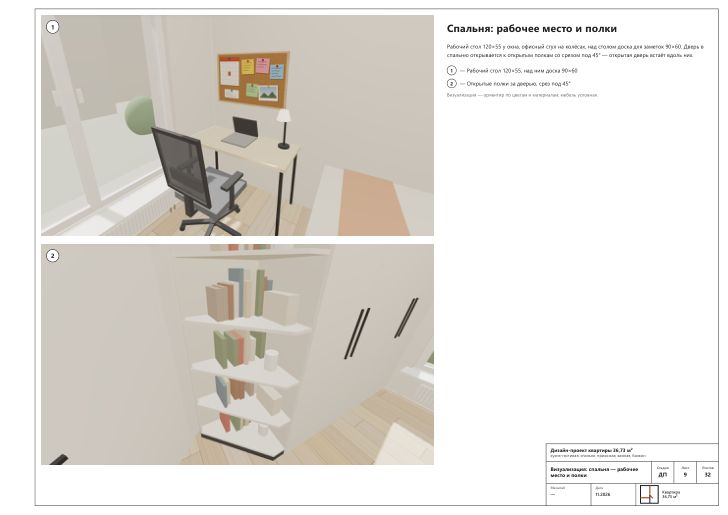 1
Спальня: рабочее место и полки
Рабочий стол 120×55 у окна, офисный стул на колёсах, над столом доска для заметок 90×60. Дверь в
спальню открывается к открытым полкам со срезом под 45° — открытая дверь встаёт вдоль них.
1 — Рабочий стол 120×55, над ним доска 90×60
2 — Открытые полки за дверью, срез под 45°
Визуализация — ориентир по цветам и материалам; мебель условная
2
Дизайн-проект квартиры 36,73 м²
Визуализация: спальня — рабочее
место и полки
Стадия
Лист
Листов
ДП
9
32
Масштаб
—
Дата
11.2026
Квартира
36,73 м²